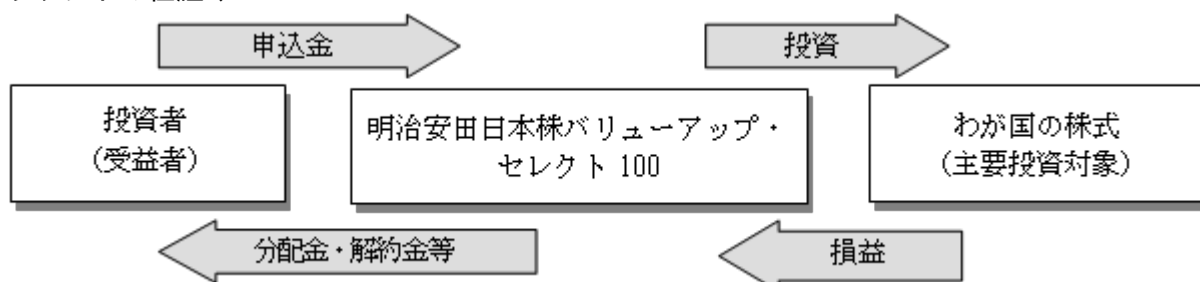 申込金
投資
投資者
(受益者)
明治安田日本株バリューアップ・
セレクト 100
わが国の株式
(主要投資対象)
分配金・解約金等
損益